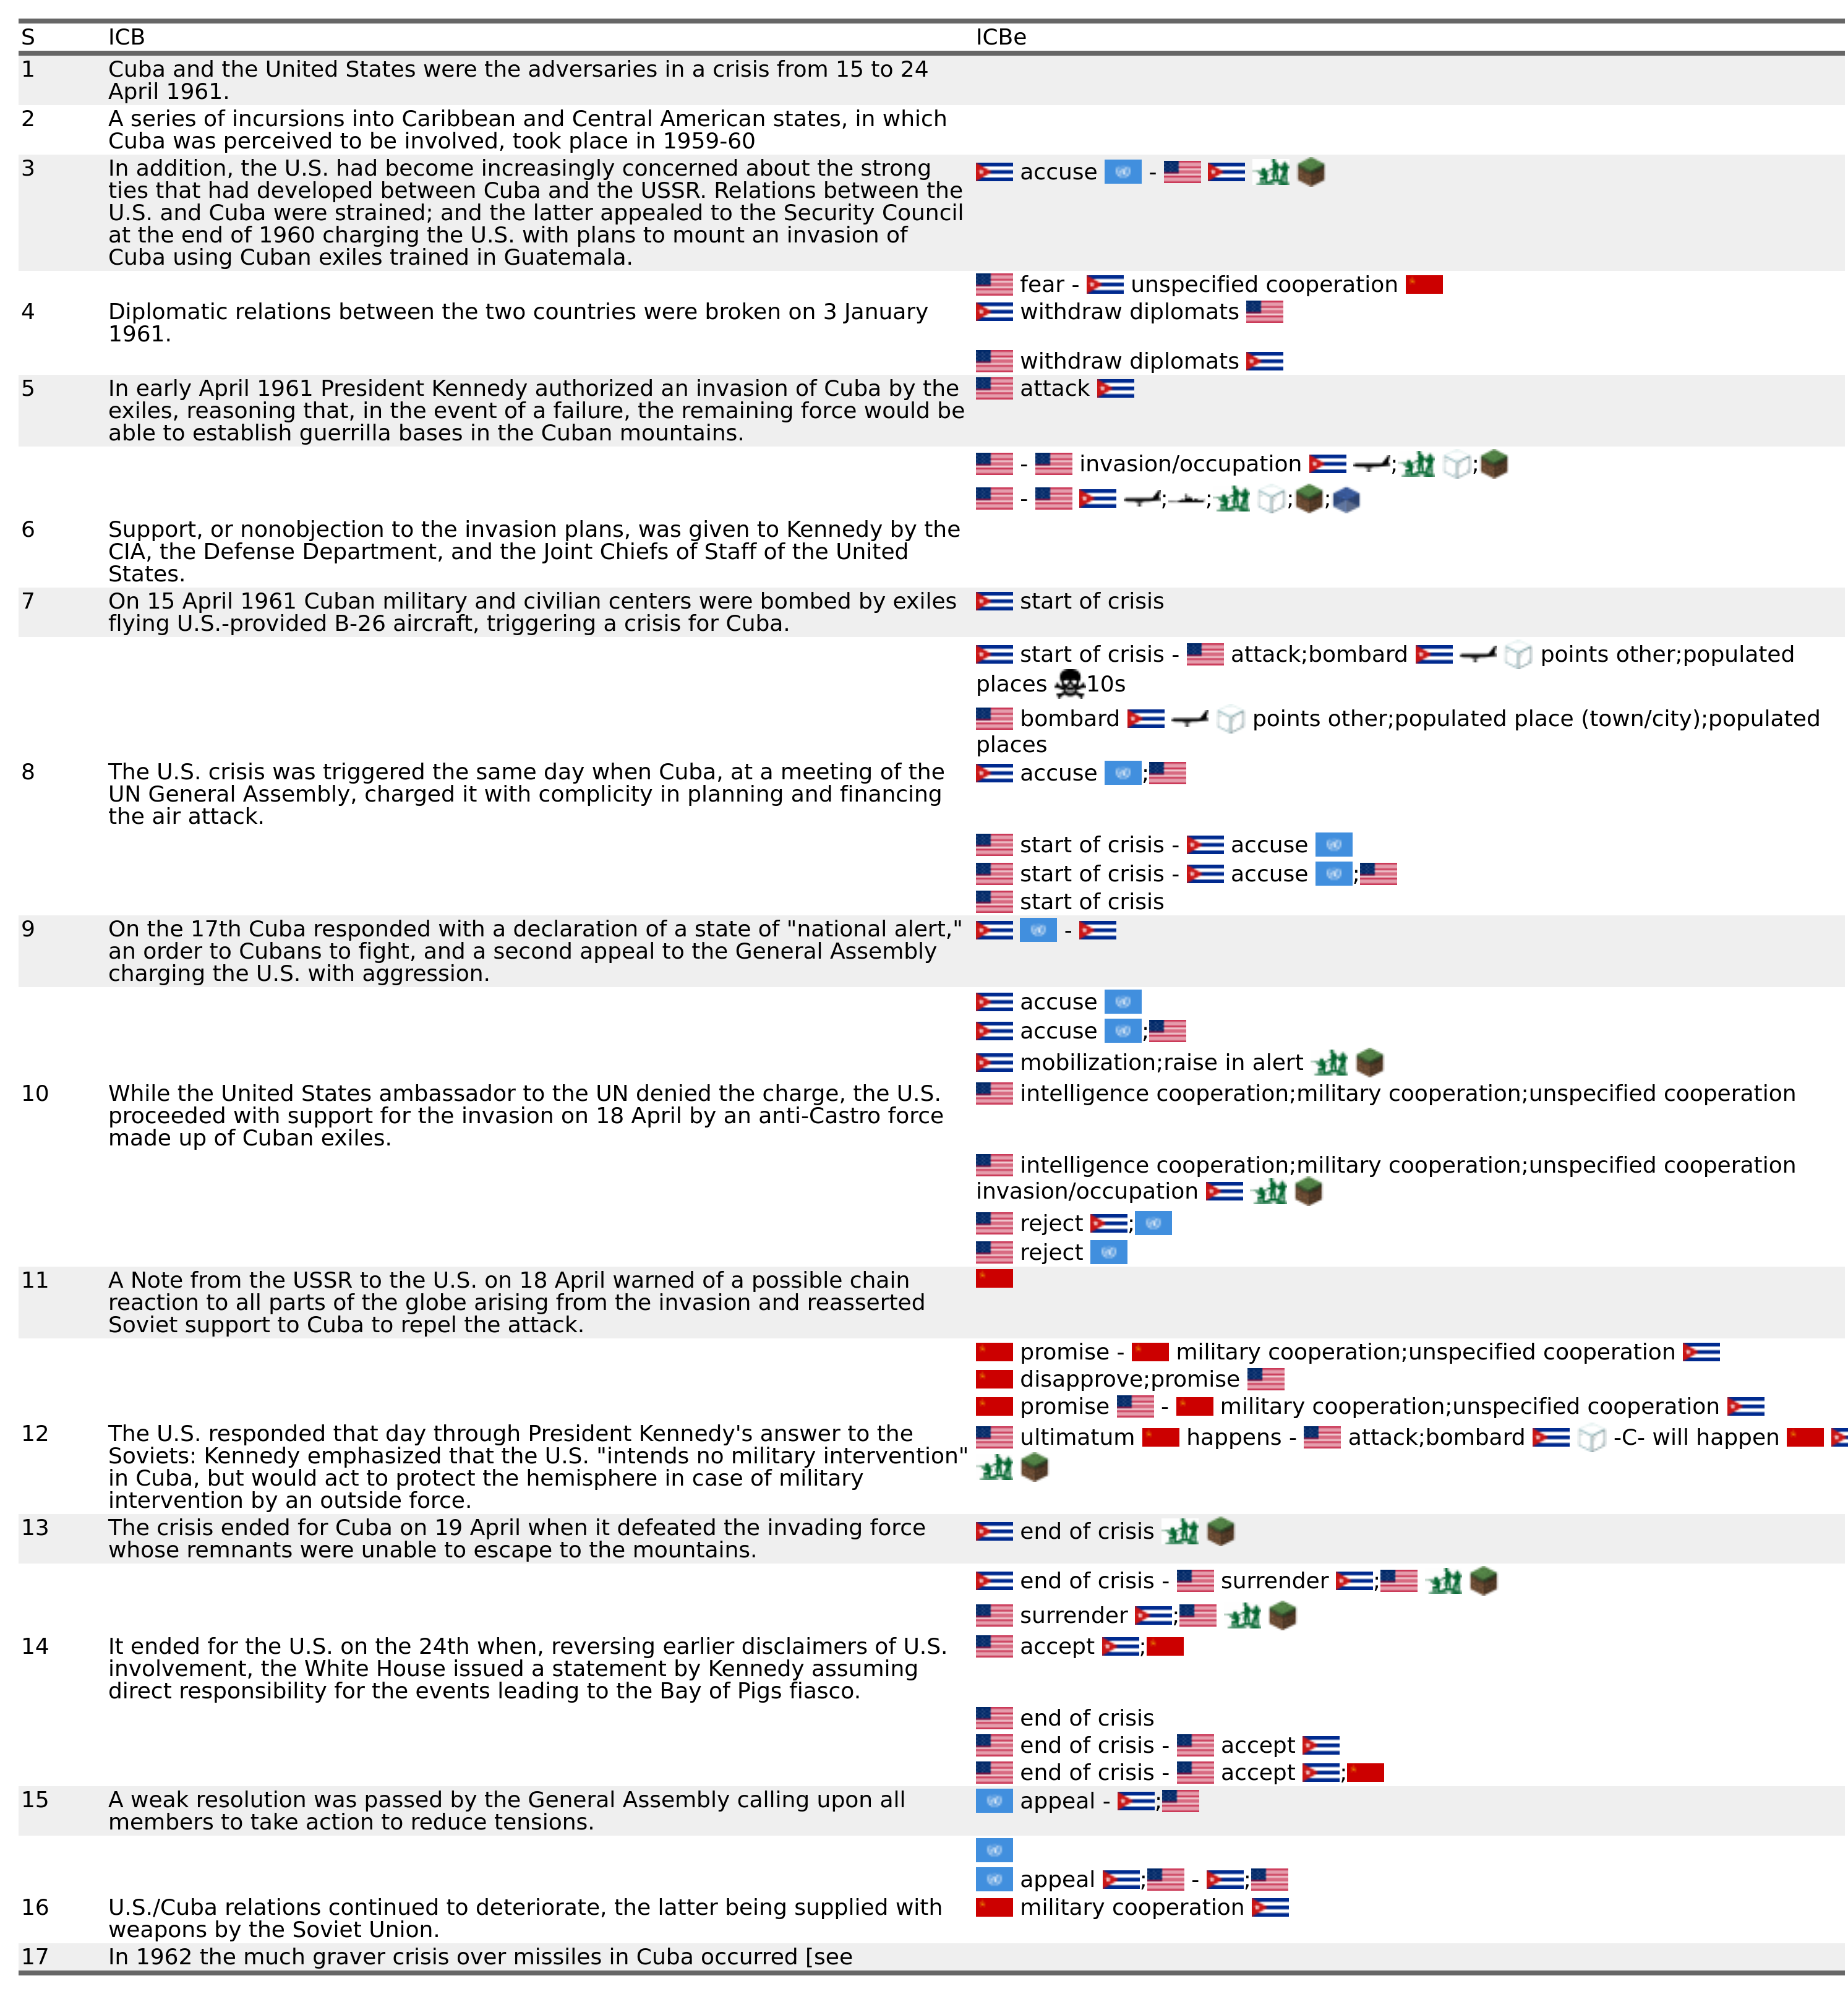 S ICB ICBe
1 Cuba and the United States were the adversaries in a crisis from 15 to 24
April 1961.
2 A series of incursions into Caribbean and Central American states, in which
Cuba was perceived to be involved, took place in 1959-60
3 In addition, the U.S. had become increasingly concerned about the strong
ties that had developed between Cuba and the USSR. Relations between the
U.S. and Cuba were strained; and the latter appealed to the Security Council
at the end of 1960 charging the U.S. with plans to mount an invasion of
Cuba using Cuban exiles trained in Guatemala.
accuse -
fear - unspecified cooperation
4 Diplomatic relations between the two countries were broken on 3 January
1961.
withdraw diplomats
withdraw diplomats
5 In early April 1961 President Kennedy authorized an invasion of Cuba by the
exiles, reasoning that, in the event of a failure, the remaining force would be
able to establish guerrilla bases in the Cuban mountains.
attack
- invasion/occupation ; ;
- ; ; ; ;
6 Support, or nonobjection to the invasion plans, was given to Kennedy by the
CIA, the Defense Department, and the Joint Chiefs of Staff of the United
States.
7 On 15 April 1961 Cuban military and civilian centers were bombed by exiles
flying U.S.-provided B-26 aircraft, triggering a crisis for Cuba.
start of crisis
start of crisis - attack;bombard points other;populated
places 10s
bombard points other;populated place (town/city);populated
places
8 The U.S. crisis was triggered the same day when Cuba, at a meeting of the
UN General Assembly, charged it with complicity in planning and financing
the air attack.
accuse ;
start of crisis - accuse
start of crisis - accuse ;
start of crisis
9 On the 17th Cuba responded with a declaration of a state of "national alert,"
an order to Cubans to fight, and a second appeal to the General Assembly
charging the U.S. with aggression.
-
accuse
accuse ;
mobilization;raise in alert
10 While the United States ambassador to the UN denied the charge, the U.S.
proceeded with support for the invasion on 18 April by an anti-Castro force
made up of Cuban exiles.
intelligence cooperation;military cooperation;unspecified cooperation
intelligence cooperation;military cooperation;unspecified cooperation
invasion/occupation
reject ;
reject
11 A Note from the USSR to the U.S. on 18 April warned of a possible chain
reaction to all parts of the globe arising from the invasion and reasserted
Soviet support to Cuba to repel the attack.
promise - military cooperation;unspecified cooperation
disapprove;promise
promise - military cooperation;unspecified cooperation
12 The U.S. responded that day through President Kennedy's answer to the
Soviets: Kennedy emphasized that the U.S. "intends no military intervention"
in Cuba, but would act to protect the hemisphere in case of military
intervention by an outside force.
ultimatum happens - attack;bombard -C- will happen
13 The crisis ended for Cuba on 19 April when it defeated the invading force
whose remnants were unable to escape to the mountains.
end of crisis
end of crisis - surrender ;
surrender ;
14 It ended for the U.S. on the 24th when, reversing earlier disclaimers of U.S.
involvement, the White House issued a statement by Kennedy assuming
direct responsibility for the events leading to the Bay of Pigs fiasco.
accept ;
end of crisis
end of crisis - accept
end of crisis - accept ;
15 A weak resolution was passed by the General Assembly calling upon all
members to take action to reduce tensions.
appeal - ;
appeal ; - ;
16 U.S./Cuba relations continued to deteriorate, the latter being supplied with
weapons by the Soviet Union.
military cooperation
17 In 1962 the much graver crisis over missiles in Cuba occurred [see